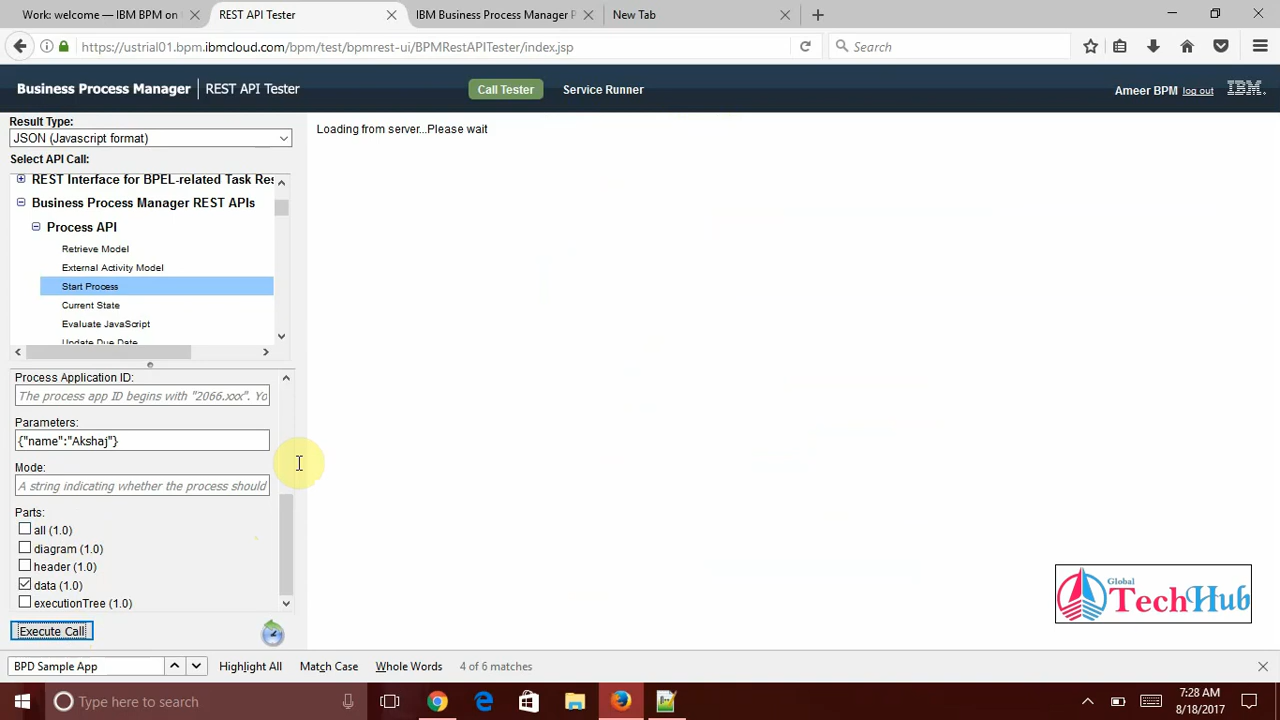 Work: welcome — IBM BPM on
REST API Tester
IBM Business Process Manager P
New Tab
https://ustrial01.bpm.ibmcloud.com/bpm/test/bpmrest-ui/BPMRestAPITester/index.jsp
Search
Business Process Manager REST API Tester
Call Tester
Service Runner
Ameer BPM log out IBM.
Result Type:
JSON (Javascript format)
Select API Call:
REST Interface for BPEL-related Task Res
Business Process Manager REST APIs
Process API
Retrieve Model
External Activity Model
Start Process
Current State
Evaluate JavaScript
Update Due Date
Loading from server...Please wait
Process Application ID:
The process app ID begins with "2066.xxx". Yo
Parameters:
{"name":"Akshaj"}
Mode:
A string indicating whether the process should
Parts:
all (1.0)
diagram (1.0)
header (1.0)
data (1.0)
executionTree (1.0)
Execute Call
Global
TechHub
BPD Sample App
Highlight All
Match Case
Whole Words
4 of 6 matches
Type here to search
7:28 AM
8/18/2017